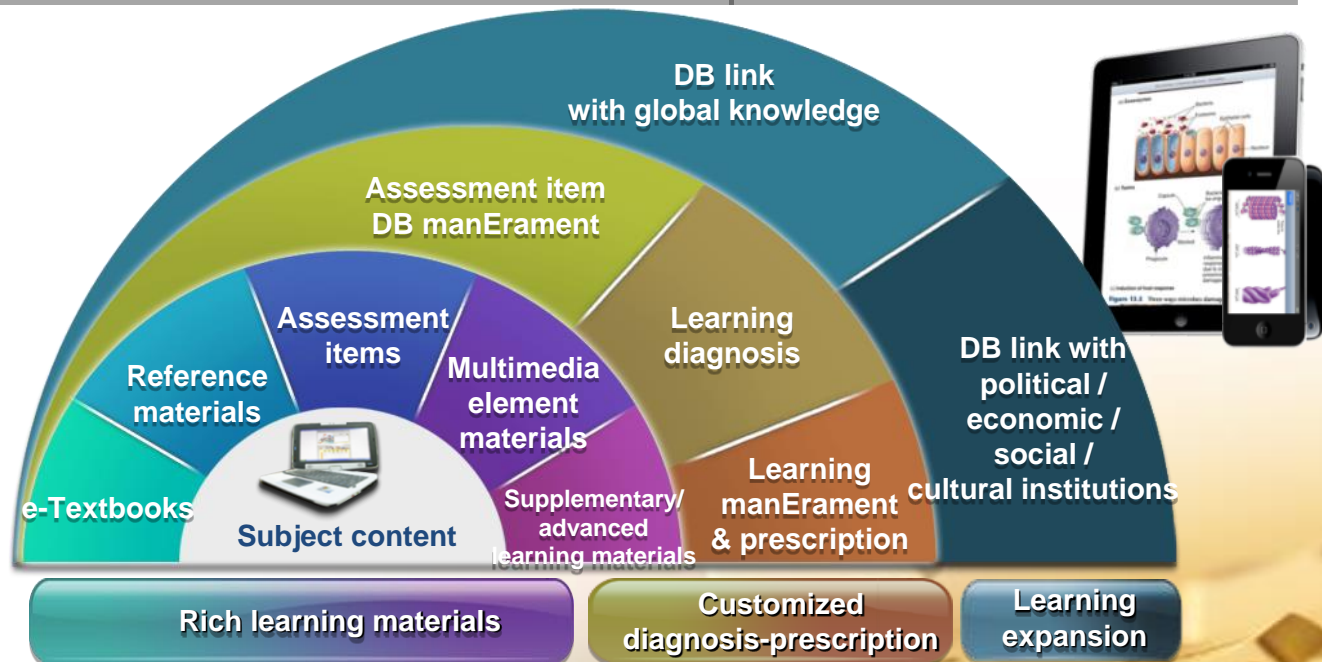 DB link
with global knowledge
Assessment item
DB manErament
Assessment
items
Reference
materials
Multimedia
element
materials
e-Textbooks
Subject content
Supplementary/
advanced
learning materials
Learning
diagnosis
Learning
manErament
& prescription
DB link with
political /
economic /
social /
cultural institutions
Rich learning materials
Customized
diagnosis-prescription
Learning
expansion